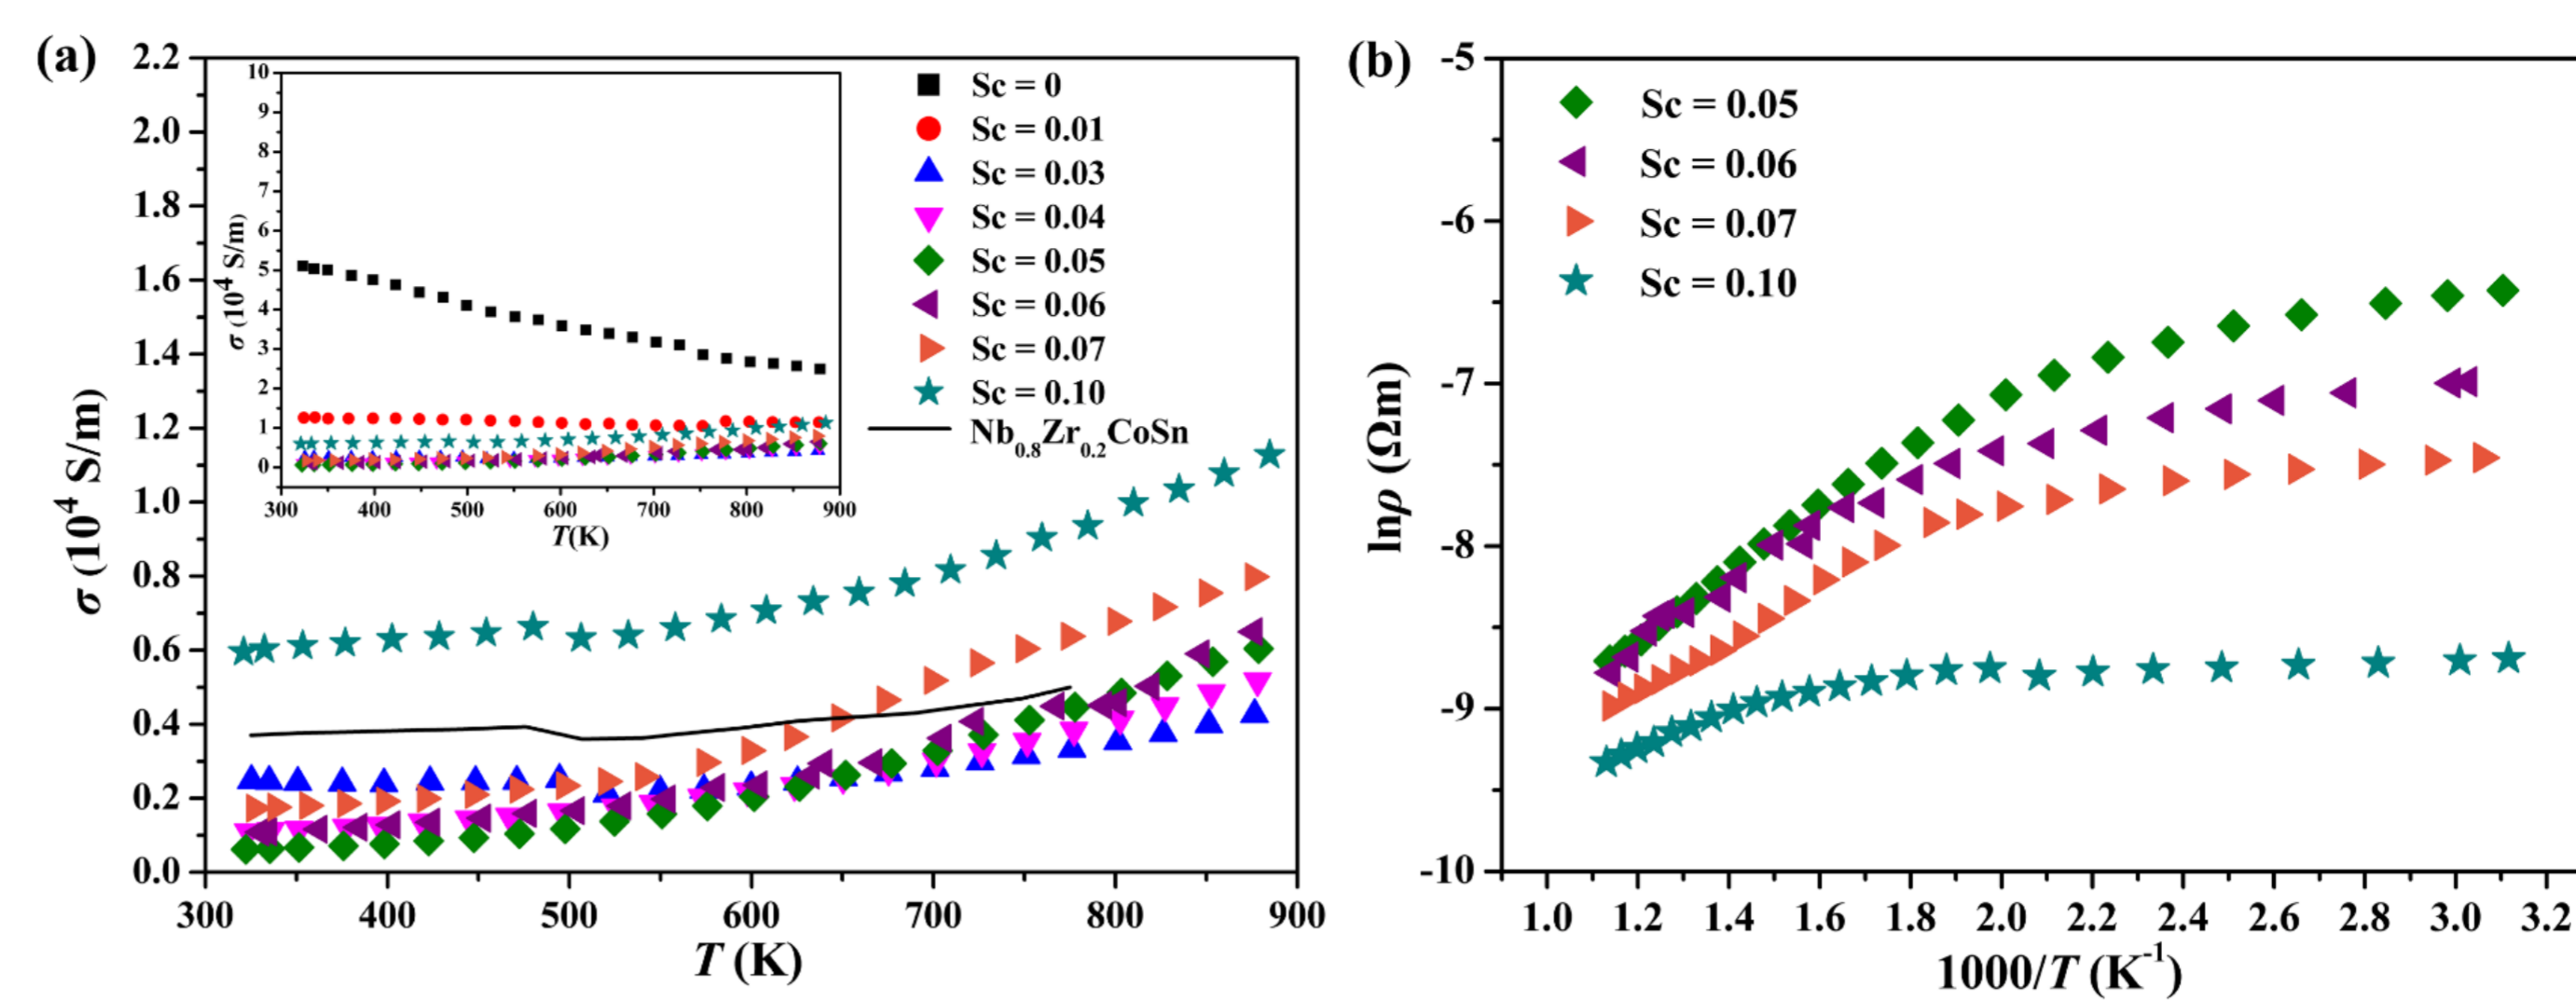 (a)
σ (10⁴ S/m)
2.2
2.0
1.8
1.6
1.4
1.2
1.0
0.8
0.6
0.4
0.2
0.0
300 400 500 600 700 800 900
T (K)
σ (10⁴ S/m)
10
9
8
7
6
5
4
3
2
1
0
300 400 500 600 700 800 900
T(K)
Sc = 0
Sc = 0.01
Sc = 0.03
Sc = 0.04
Sc = 0.05
Sc = 0.06
Sc = 0.07
Sc = 0.10
Nb₀.₈Zr₀.₂CoSn
(b)
lnρ (Ωm)
-5
-6
-7
-8
-9
-10
Sc = 0.05
Sc = 0.06
Sc = 0.07
Sc = 0.10
1.0 1.2 1.4 1.6 1.8 2.0 2.2 2.4 2.6 2.8 3.0 3.2
1000/T (K⁻¹)